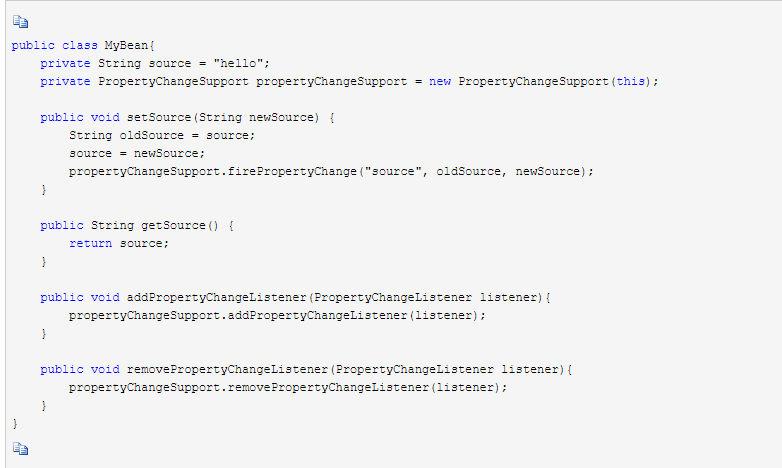 public class MyBean{
    private String source = "hello";
    private PropertyChangeSupport propertyChangeSupport = new PropertyChangeSupport(this);

    public void setSource(String newSource) {
        String oldSource = source;
        source = newSource;
        propertyChangeSupport.firePropertyChange("source", oldSource, newSource);
    }

    public String getSource() {
        return source;
    }

    public void addPropertyChangeListener(PropertyChangeListener listener){
        propertyChangeSupport.addPropertyChangeListener(listener);
    }

    public void removePropertyChangeListener(PropertyChangeListener listener){
        propertyChangeSupport.removePropertyChangeListener(listener);
    }
}